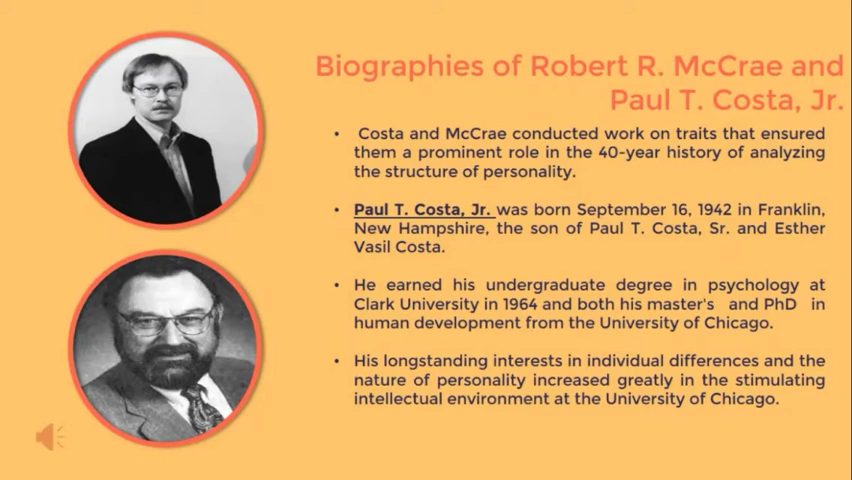 Biographies of Robert R. McCrae and
Paul T. Costa, Jr.
• Costa and McCrae conducted work on traits that ensured
them a prominent role in the 40-year history of analyzing
the structure of personality.
• Paul T. Costa, Jr. was born September 16, 1942 in Franklin,
New Hampshire, the son of Paul T. Costa, Sr. and Esther
Vasil Costa.
• He earned his undergraduate degree in psychology at
Clark University in 1964 and both his master's and PhD in
human development from the University of Chicago.
• His longstanding interests in individual differences and the
nature of personality increased greatly in the stimulating
intellectual environment at the University of Chicago.